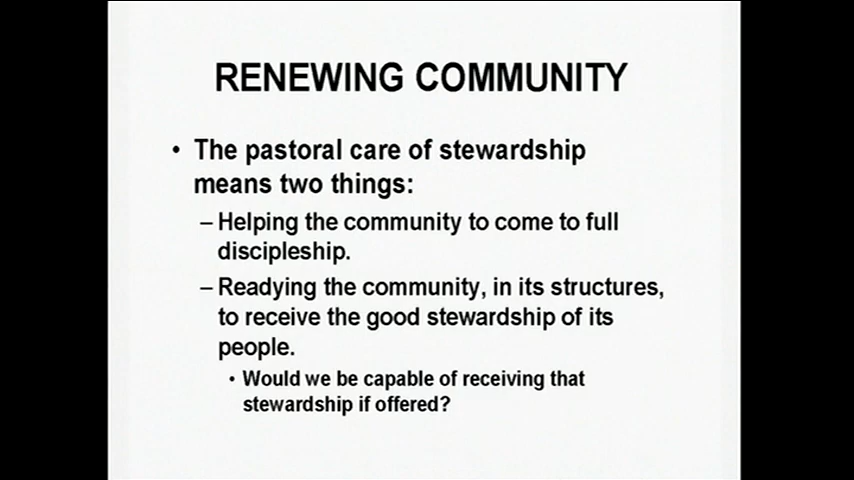 RENEWING COMMUNITY
• The pastoral care of stewardship
means two things:
– Helping the community to come to full
discipleship.
– Readying the community, in its structures,
to receive the good stewardship of its
people.
• Would we be capable of receiving that
stewardship if offered?